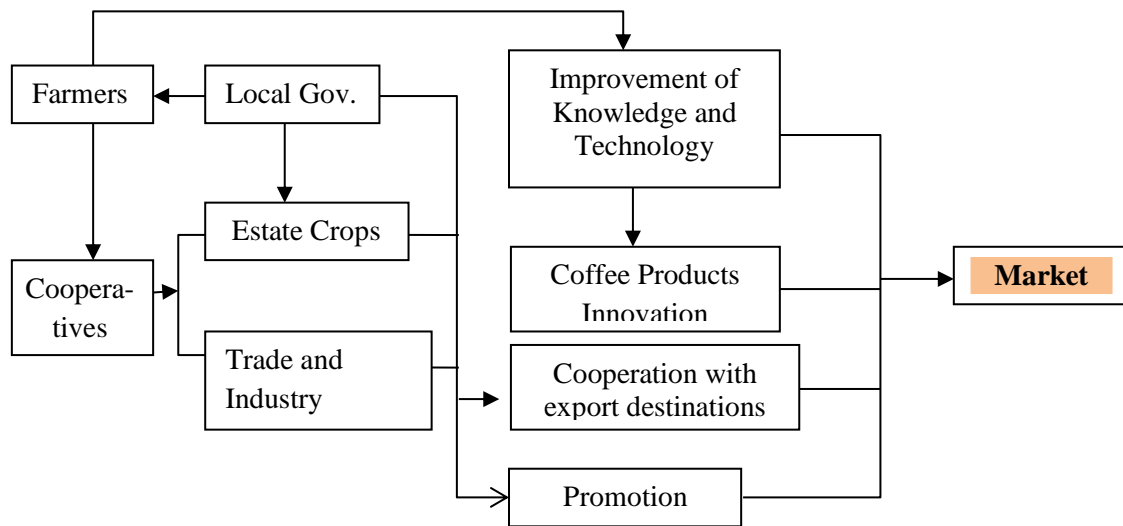 Farmers
Local Gov.
Improvement of
Knowledge and
Technology
Estate Crops
Coopera-
tives
Coffee Products
Innovation
Market
Trade and
Industry
Cooperation with
export destinations
Promotion